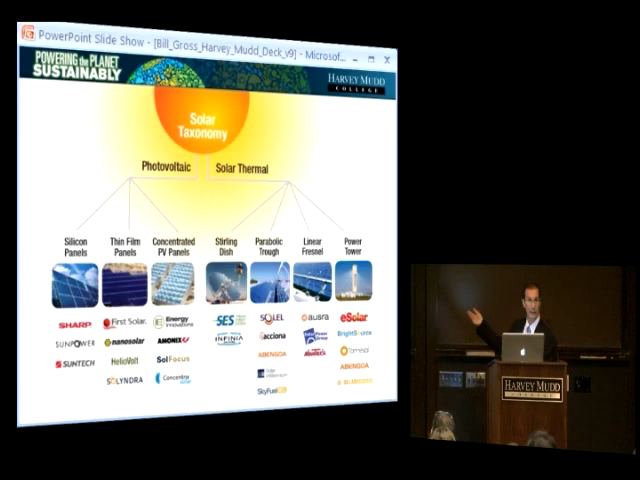 PowerPoint Slide Show - [Bill_Gross_Harvey_Mudd_Deck_v9] - Microsof...
POWERING the PLANET
SUSTAINABLY
HARVEY MUDD
COLLEGE
Solar
Taxonomy
Photovoltaic
Solar Thermal
Silicon
Panels
Thin Film
Panels
Concentrated
PV Panels
Stirling
Dish
Parabolic
Trough
Linear
Fresnel
Power
Tower
SHARP
SUNPOWER
SUNTECH
First Solar.
nanosolar
HelioVolt
SOLYNDRA
Energy
Innovations
AMONIX
SolFocus
Concentrix
SES
INFINIA
SOLEL
acciona
ABENGOA
SkyFuel
ausra
eSolar
BrightSource
Torresol
ABENGOA
HARVEY MUDD
COLLEGE